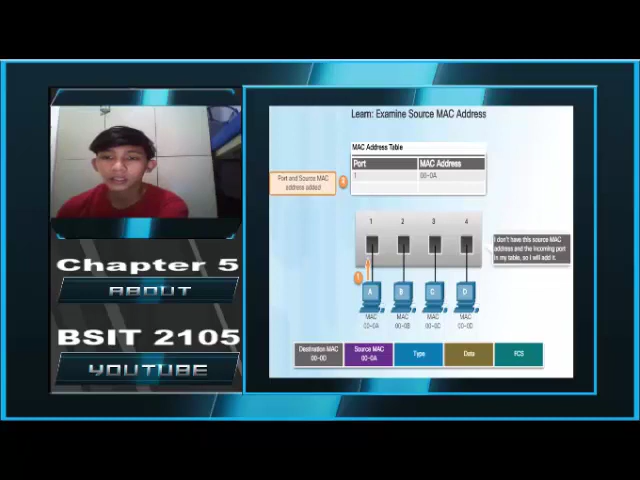 Learn: Examine Source MAC Address
MAC Address Table
Port MAC Address
1 00-0A
Port and Source MAC
address added
2
1 2 3 4
I don't have this source MAC
address and the incoming port
in my table, so I will add it.
1
A B C D
MAC MAC MAC MAC
00-0A 00-0B 00-0C 00-0D
Destination MAC Source MAC Type Data FCS
00-0D 00-0A
Chapter 5
ABOUT
BSIT 2105
YOUTUBE